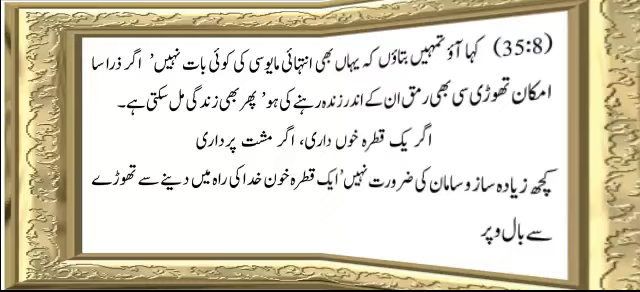 (35:8) کہا آؤ تمہیں بتاؤں کہ یہاں بھی انتہائی مایوسی کی کوئی بات نہیں' اگر ذرا سا
امکان تھوڑی سی بھی رمق ان کے اندر زندہ رہنے کی ہو' پھر بھی زندگی مل سکتی ہے۔
اگر یک قطرہ خوں داری، اگر مشت پر داری
کچھ زیادہ ساز و سامان کی ضرورت نہیں' ایک قطرہ خون خدا کی راہ میں دینے سے تھوڑے
سے بال و پر